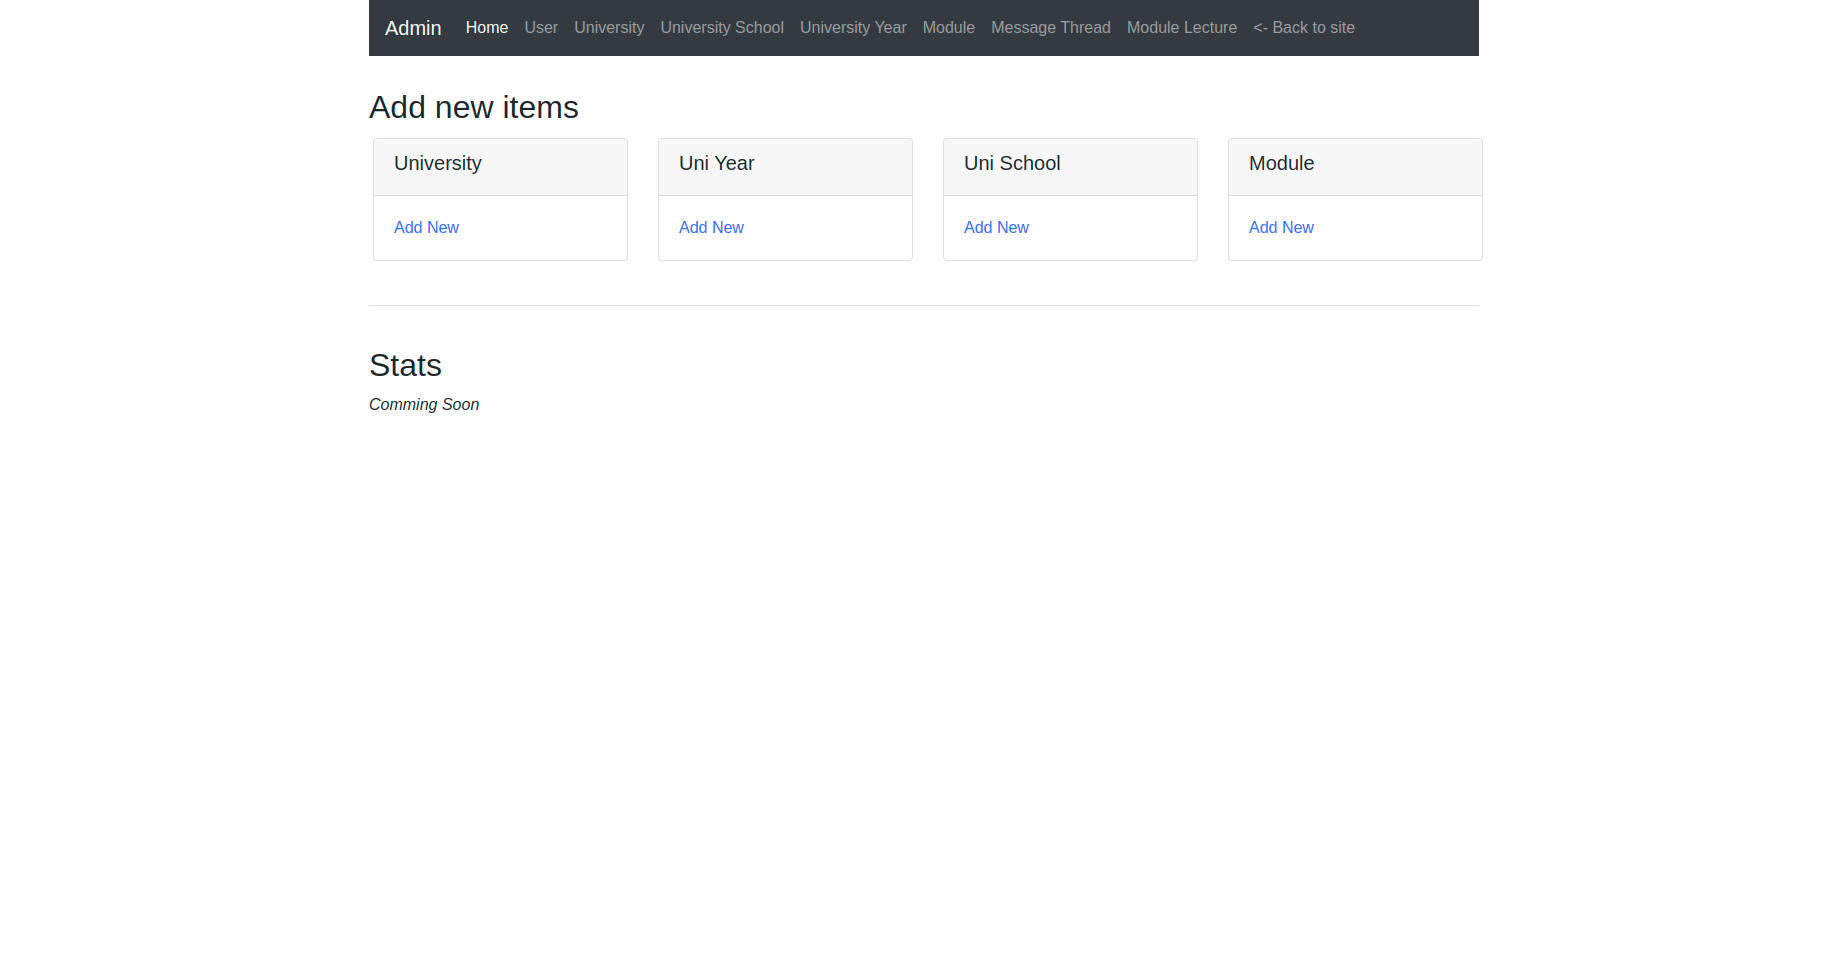 Admin Home User University University School University Year Module Message Thread Module Lecture <- Back to site
Add new items
University Uni Year Uni School Module
Add New Add New Add New Add New
Stats
Comming Soon